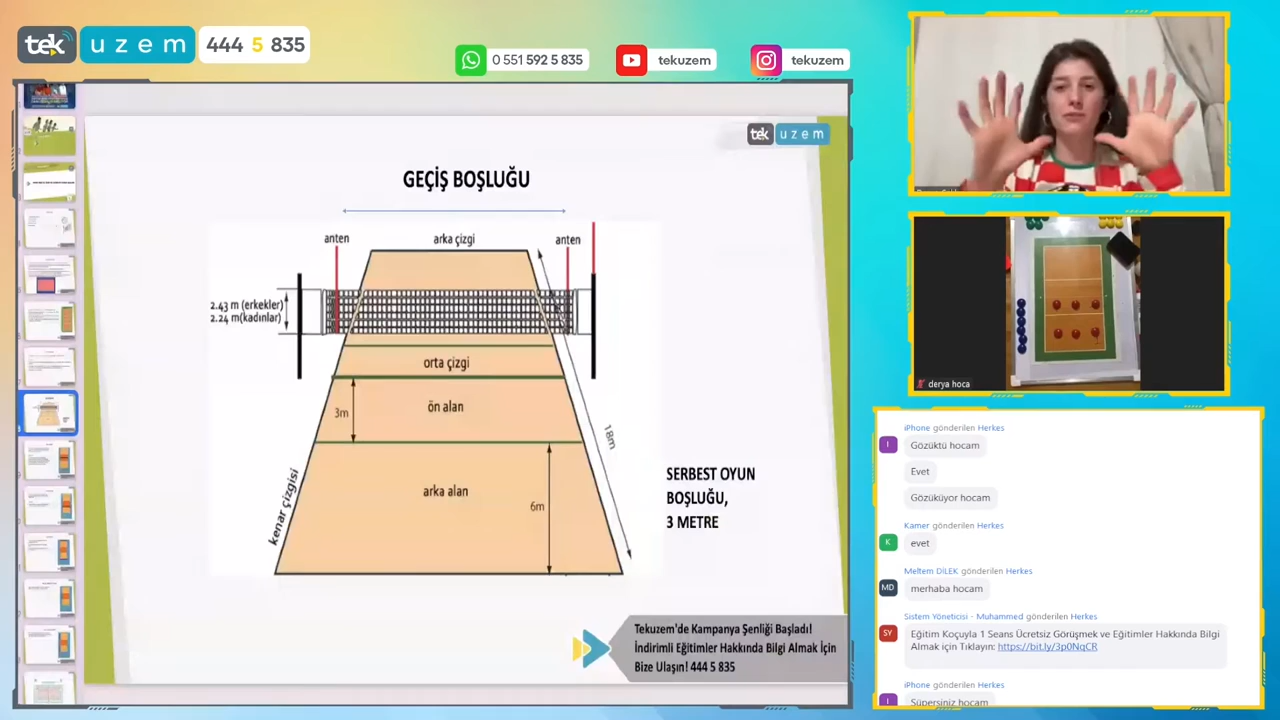 tek
uzem
444 5 835
0 551 592 5 835
tekuzem
tekuzem
tek uzem
GEÇİŞ BOŞLUĞU
anten
arka çizgi
anten
2.43 m (erkekler)
2.24 m(kadınlar)
orta çizgi
3m
ön alan
18m
kenar çizgisi
arka alan
6m
SERBEST OYUN
BOŞLUĞU,
3 METRE
Tekuzem'de Kampanya Şenliği Başladı!
İndirimli Eğitimler Hakkında Bilgi Almak İçin
Bize Ulaşın! 444 5 835
derya hoca
iPhone gönderilen Herkes
I
Gözüktü hocam
Evet
Gözüküyor hocam
Kamer gönderilen Herkes
K
evet
Meltem DİLEK gönderilen Herkes
MD
merhaba hocam
Sistem Yöneticisi - Muhammed gönderilen Herkes
SY
Eğitim Koçuyla 1 Seans Ücretsiz Görüşmek ve Eğitimler Hakkında Bilgi
Almak için Tıklayın: https://bit.ly/3p0NqCR
iPhone gönderilen Herkes
I
Süpersiniz hocam